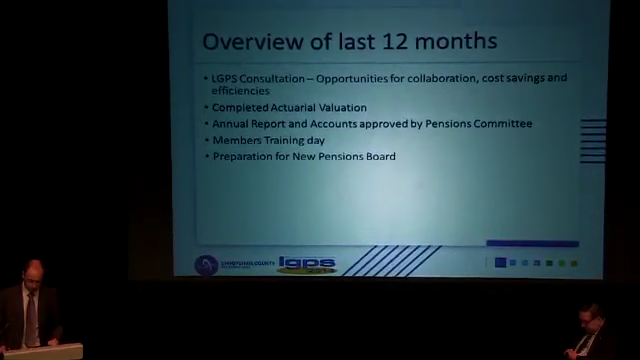 Overview of last 12 months
• LGPS Consultation – Opportunities for collaboration, cost savings and
efficiencies
• Completed Actuarial Valuation
• Annual Report and Accounts approved by Pensions Committee
• Members Training day
• Preparation for New Pensions Board
lgps